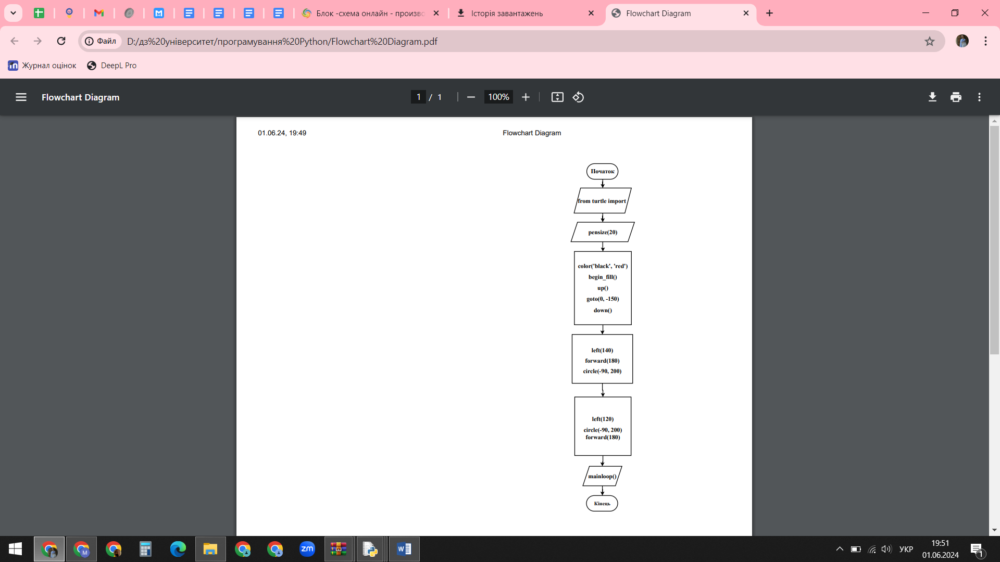 Блок -схема онлайн - произво
Історія завантажень
Flowchart Diagram
Файл
D:/дз%20університет/програмування%20Python/Flowchart%20Diagram.pdf
Журнал оцінок
DeepL Pro
Flowchart Diagram
1 / 1
100%
01.06.24, 19:49
Flowchart Diagram
Початок
from turtle import
pensize(20)
color('black', 'red')
begin_fill()
up()
goto(0, -150)
down()
left(140)
forward(180)
circle(-90, 200)
left(120)
circle(-90, 200)
forward(180)
mainloop()
Кінець
zm
УКР
19:51
01.06.2024
1